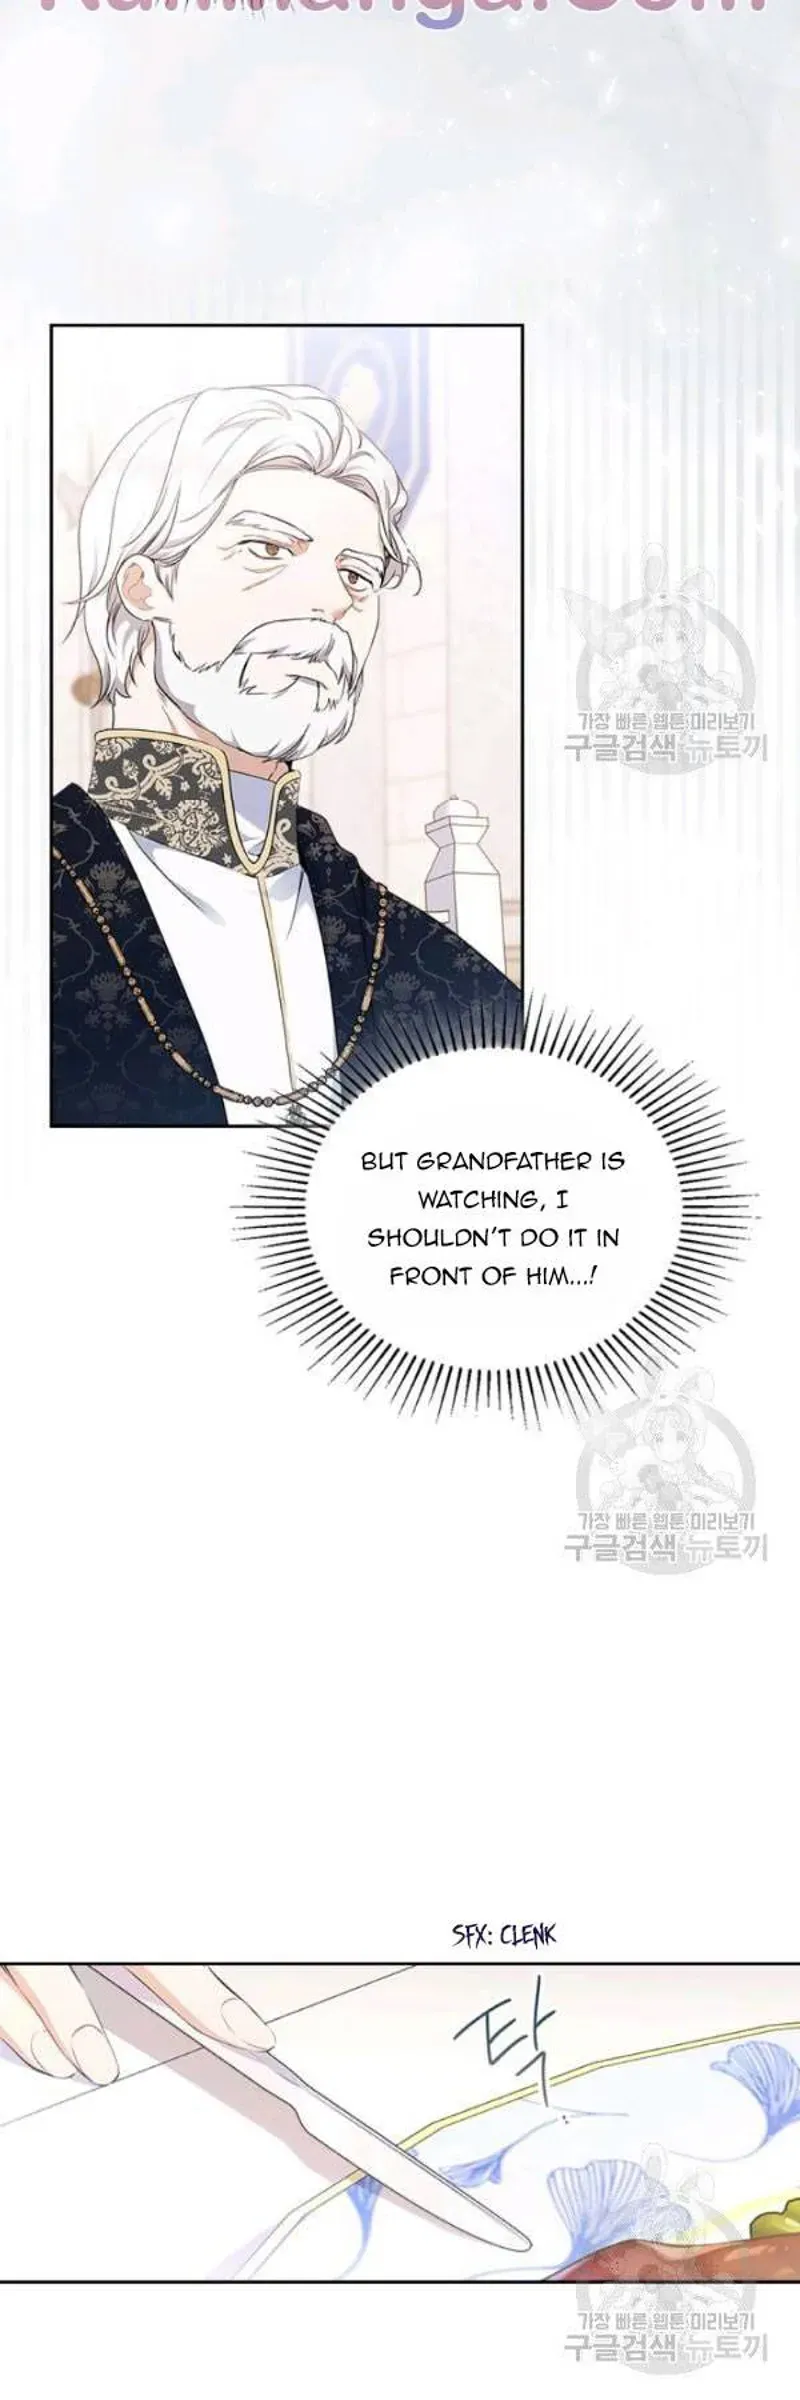 가장 빠른 웹툰 미리보기
구글검색 뉴토끼
BUT GRANDFATHER IS
WATCHING, I
SHOULDN'T DO IT IN
FRONT OF HIM...!
가장 빠른 웹툰 미리보기
구글검색 뉴토끼
SFX: CLENK
탁
가장 빠른 웹툰 미리보기
구글검색 뉴토끼